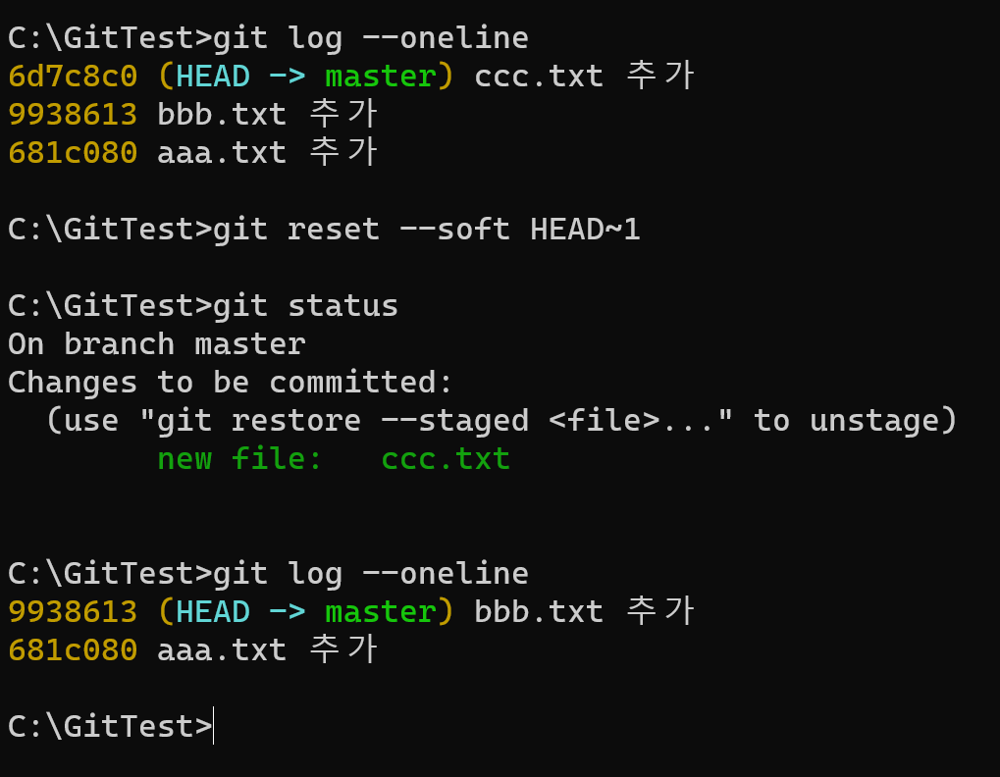 C:\GitTest>git log --oneline
6d7c8c0 (HEAD -> master) ccc.txt 추가
9938613 bbb.txt 추가
681c080 aaa.txt 추가
C:\GitTest>git reset --soft HEAD~1
C:\GitTest>git status
On branch master
Changes to be committed:
  (use "git restore --staged <file>..." to unstage)
        new file:   ccc.txt
C:\GitTest>git log --oneline
9938613 (HEAD -> master) bbb.txt 추가
681c080 aaa.txt 추가
C:\GitTest>